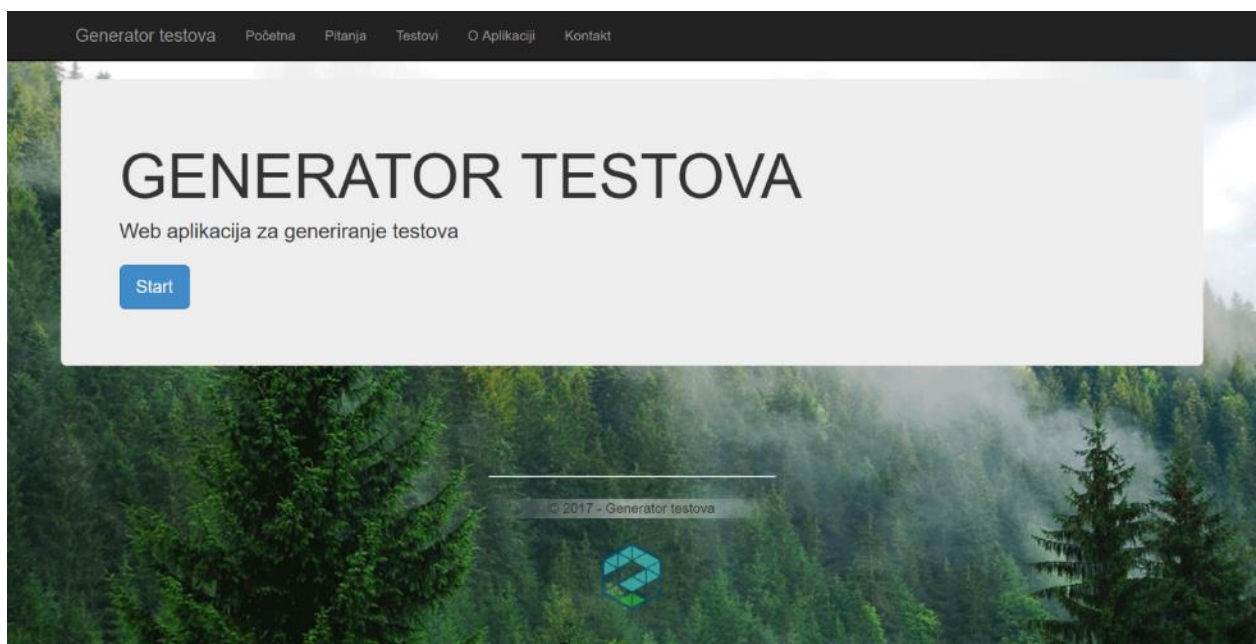 Generator testova Početna Pitanja Testovi O Aplikaciji Kontakt
GENERATOR TESTOVA
Web aplikacija za generiranje testova
Start
© 2017 - Generator testova